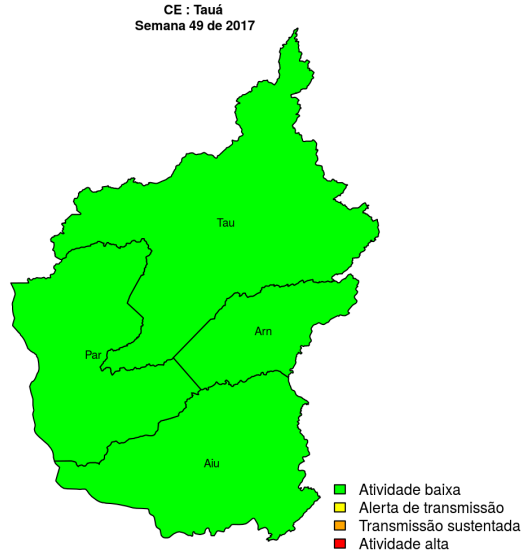 CE : Tauá
Semana 49 de 2017
Tau
Arn
Par
Aiu
Atividade baixa
Alerta de transmissão
Transmissão sustentada
Atividade alta